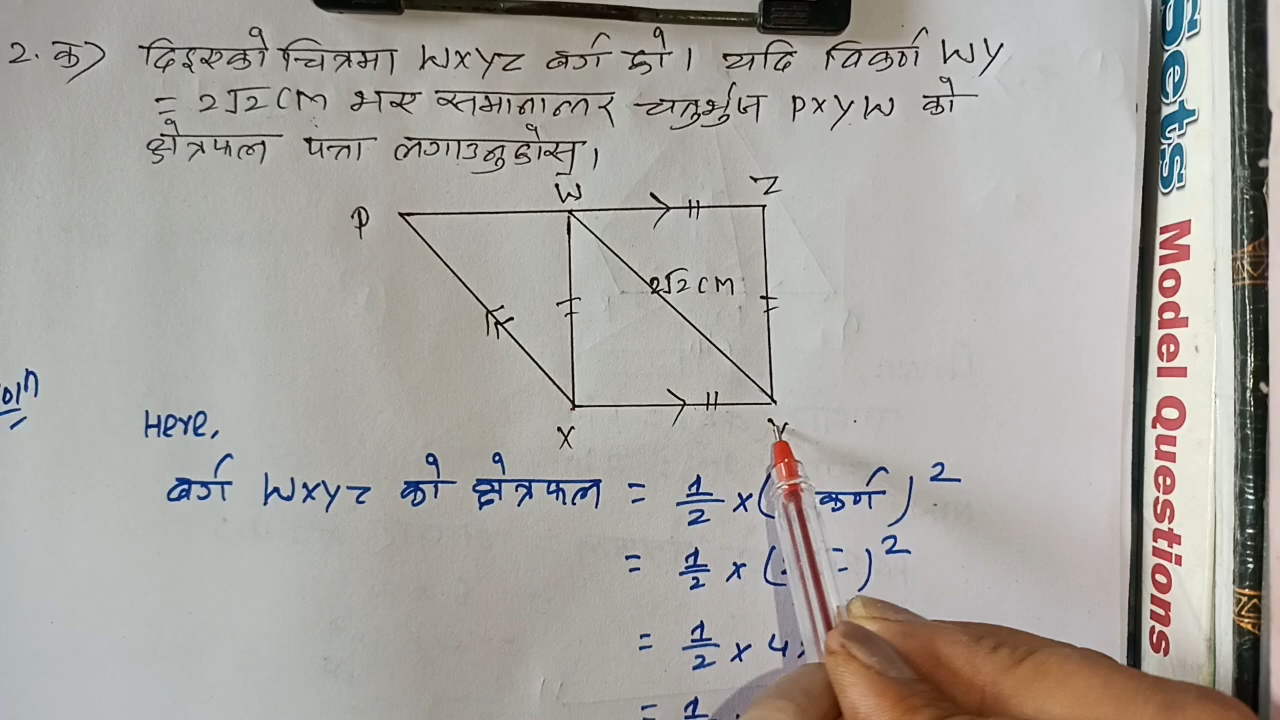 2. क) दिइएको चित्रमा WXYZ वर्ग हो। यदि विकर्ण WY
= 2√2 CM भए समानान्तर चतुर्भुज PXYW को
क्षेत्रफल पत्ता लगाउनुहोस्।
P W Z
2√2 CM
X Y
Here,
वर्ग WXYZ को क्षेत्रफल = 1/2 × ( कर्ण)²
= 1/2 × ( )²
= 1/2 × 4
= 1
Sets Model Questions